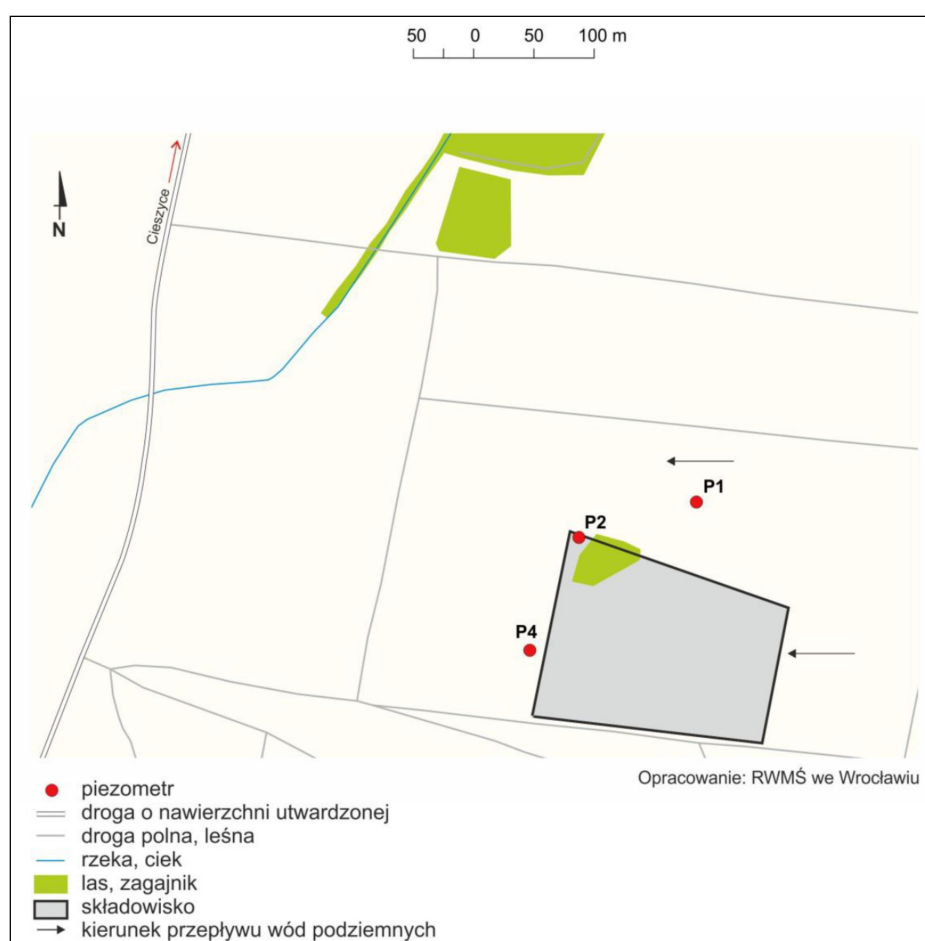 50 0 50 100 m
Cieszyce
N
P1
P2
P4
Opracowanie: RWMŚ we Wrocławiu
piezometr
droga o nawierzchni utwardzonej
droga polna, leśna
rzeka, ciek
las, zagajnik
składowisko
kierunek przepływu wód podziemnych